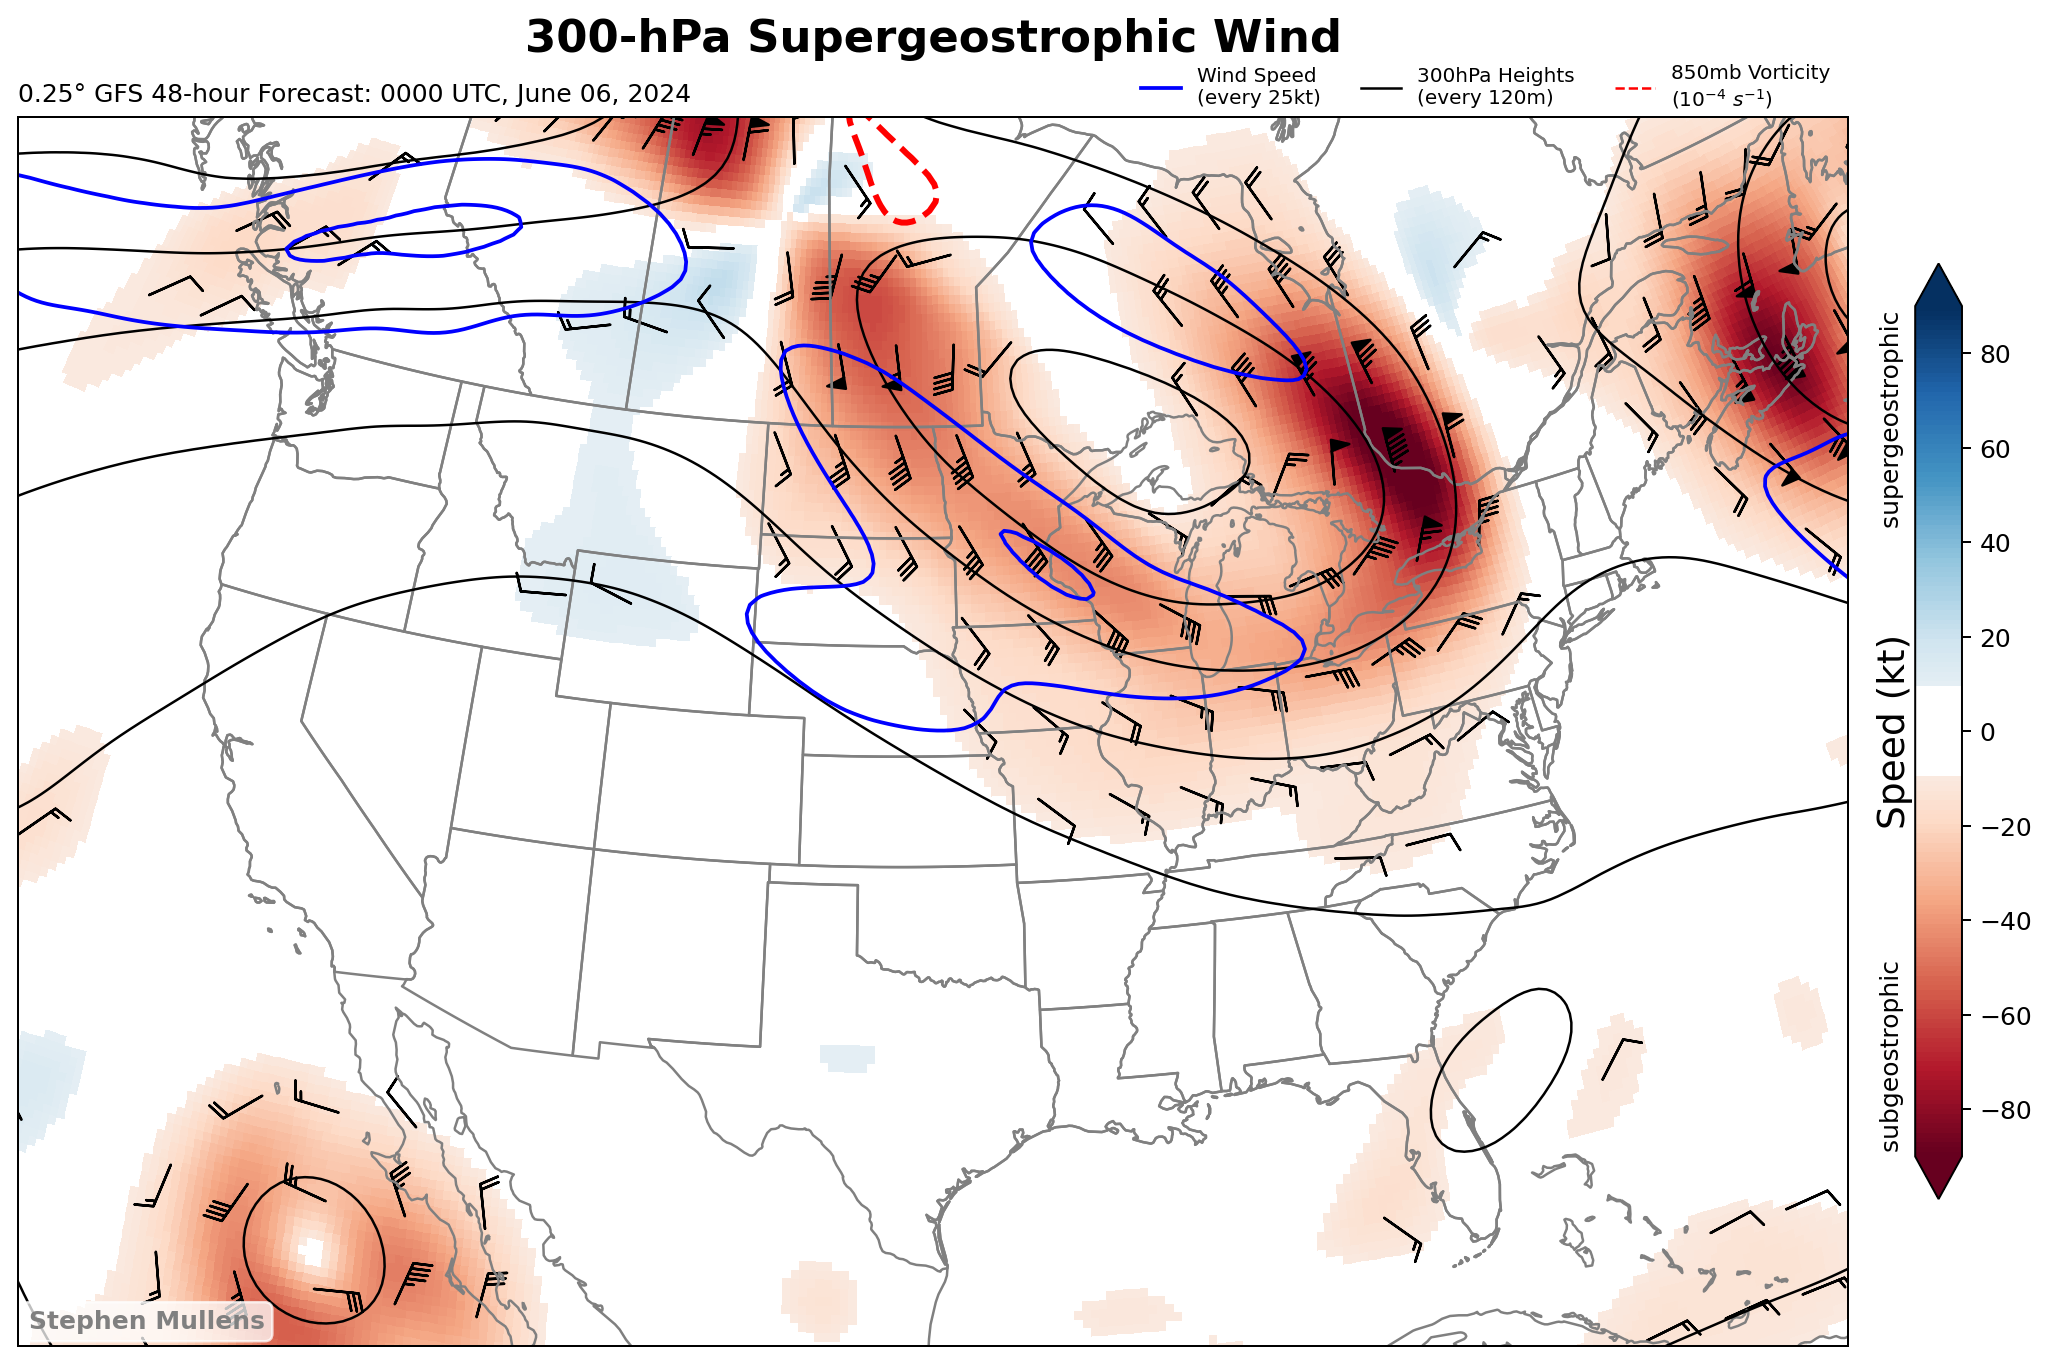 300-hPa Supergeostrophic Wind
0.25° GFS 48-hour Forecast: 0000 UTC, June 06, 2024
Wind Speed
(every 25kt)
300hPa Heights
(every 120m)
850mb Vorticity
(10⁻⁴ s⁻¹)
supergeostrophic
Speed (kt)
subgeostrophic
80
60
40
20
0
−20
−40
−60
−80
Stephen Mullens